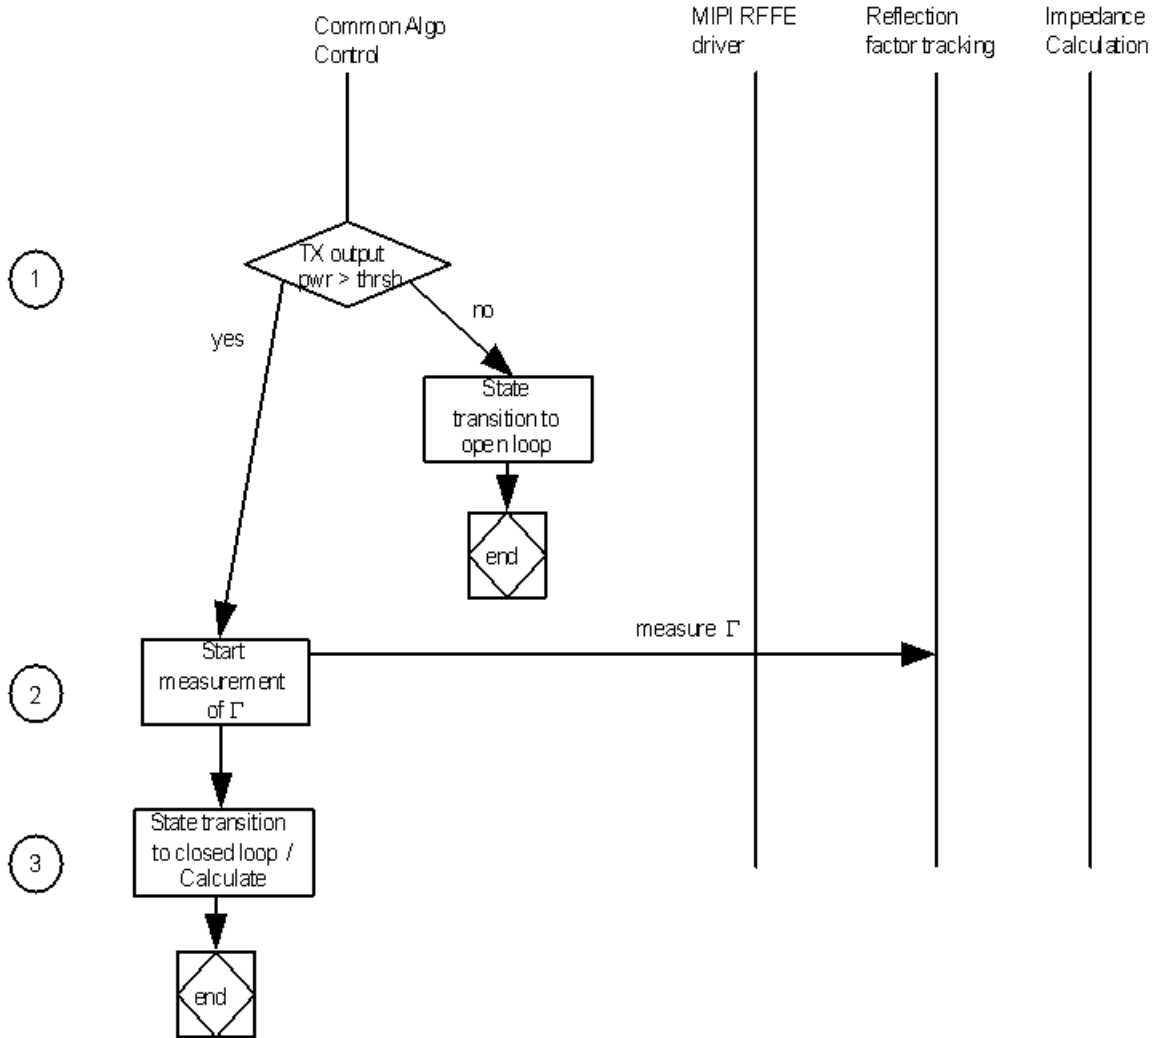 Common Algo
Control
MIPI RFFE
driver
Reflection
factor tracking
Impedance
Calculation
1
TX output
pwr > thrsh
yes
no
State
transition to
open loop
end
measure Γ
2
Start
measurement
of Γ
3
State transition
to closed loop /
Calculate
end